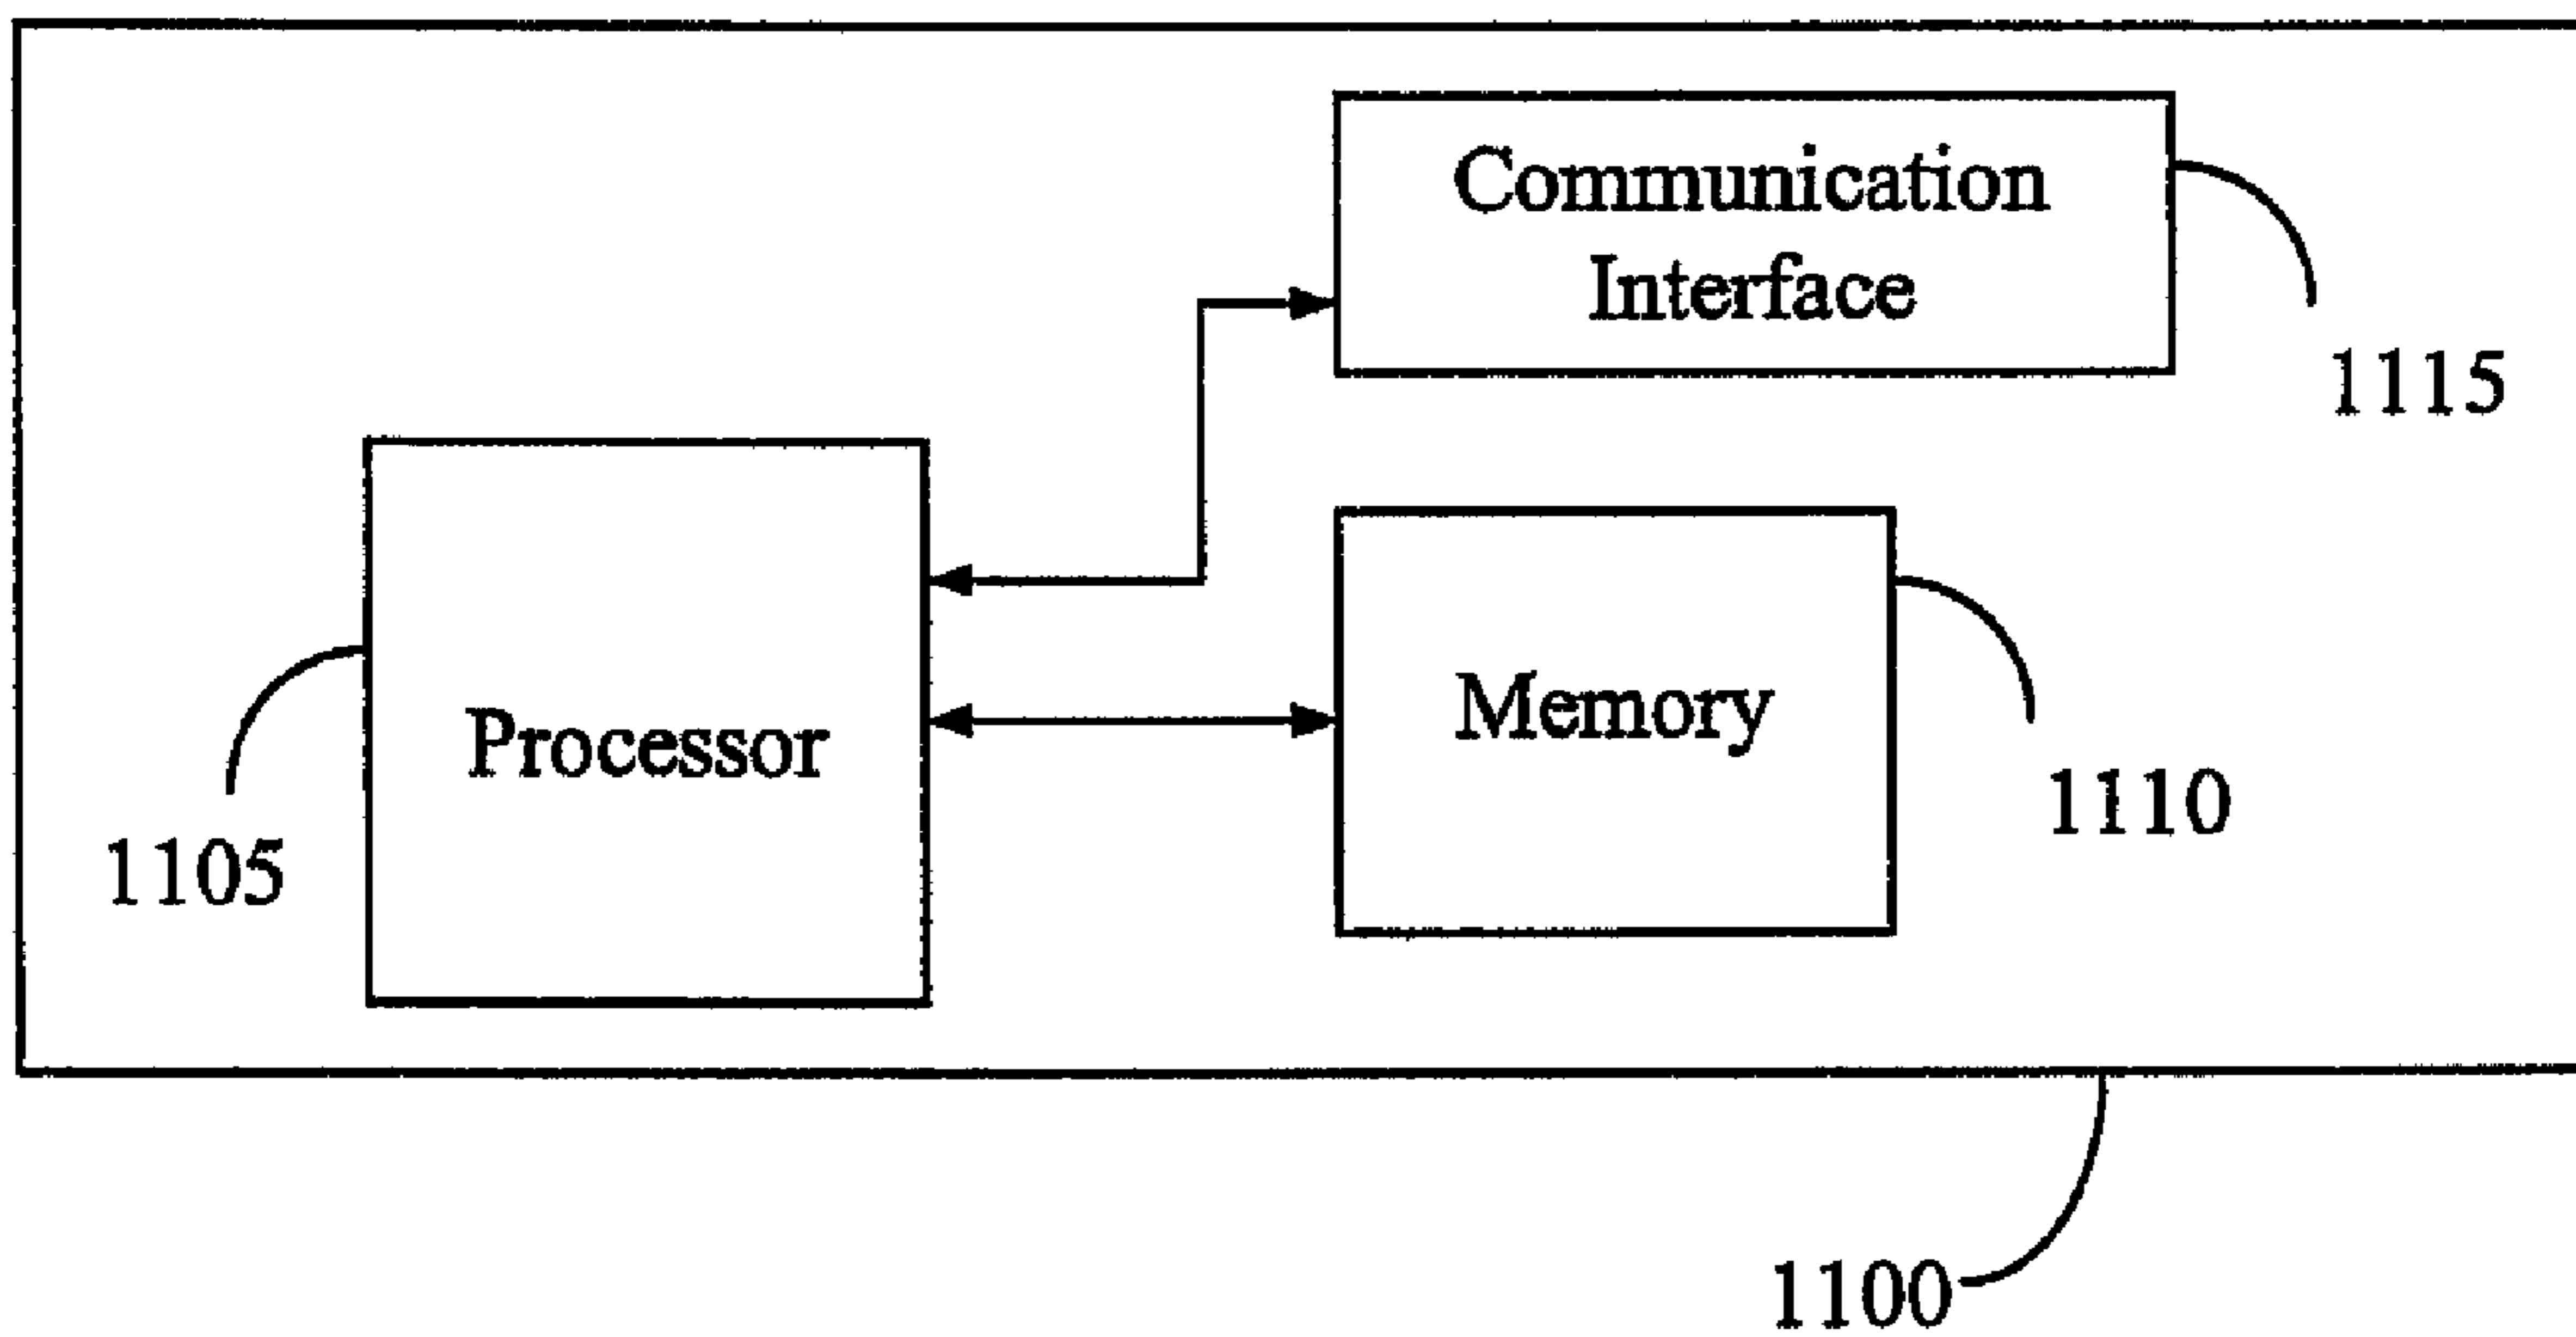 Communication
Interface
1115
Processor
Memory
1105
1110
1100